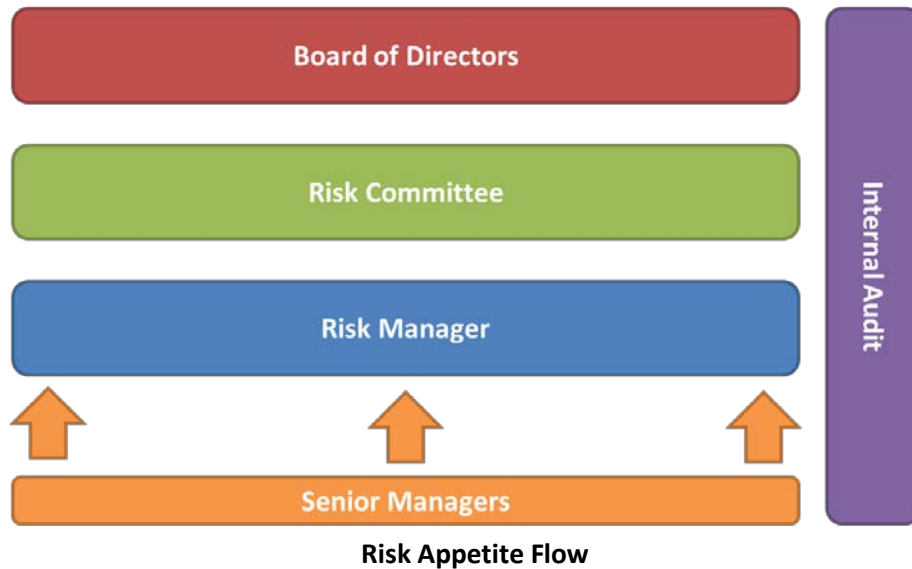 Board of Directors
Risk Committee
Risk Manager
Senior Managers
Internal Audit
Risk Appetite Flow